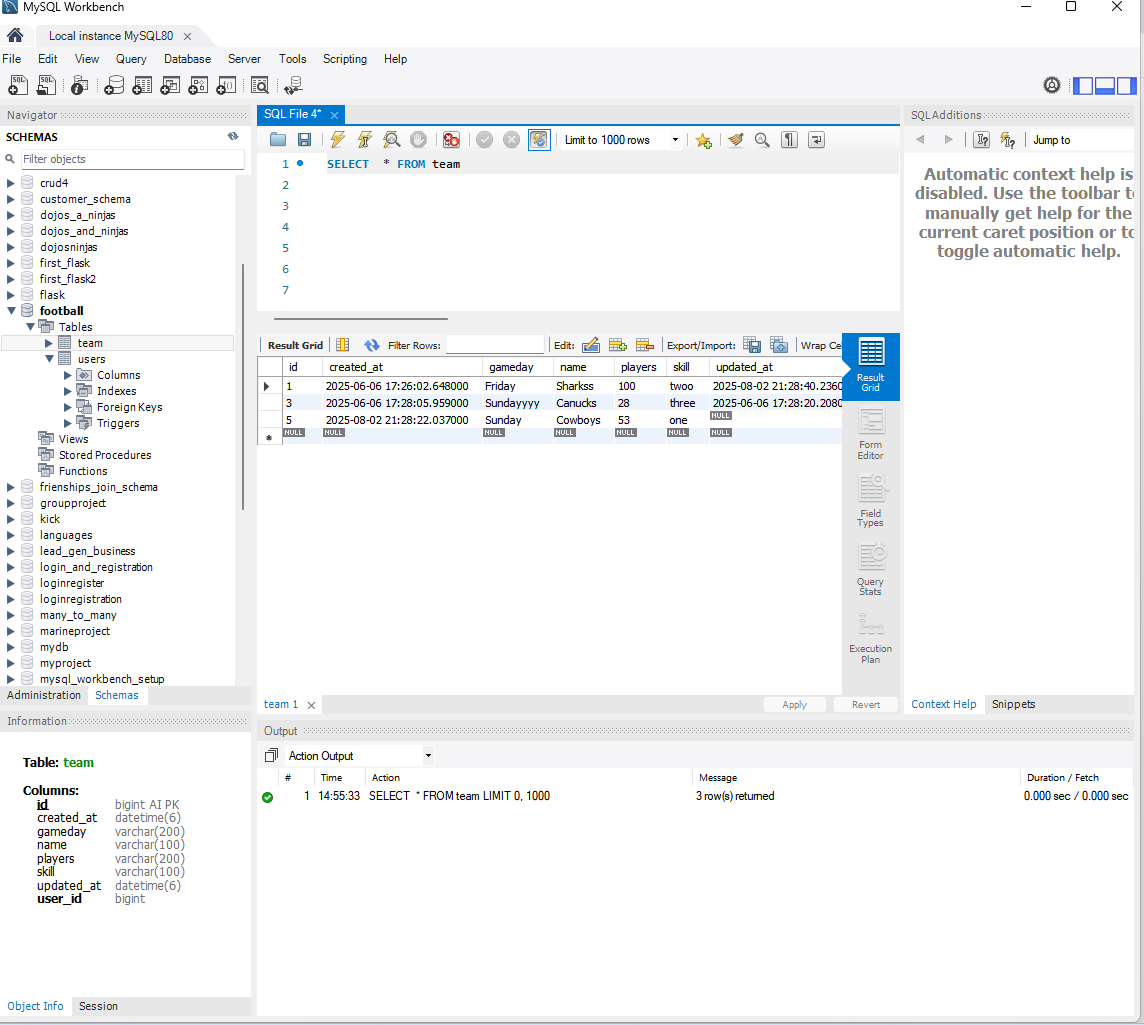 MySQL Workbench
Local instance MySQL80
File Edit View Query Database Server Tools Scripting Help
Navigator
SCHEMAS
Filter objects
crud4
customer_schema
dojos_a_ninjas
dojos_and_ninjas
dojosninjas
first_flask
first_flask2
flask
football
Tables
team
users
Columns
Indexes
Foreign Keys
Triggers
Views
Stored Procedures
Functions
frienships_join_schema
groupproject
kick
languages
lead_gen_business
login_and_registration
loginregister
loginregistration
many_to_many
marineproject
mydb
myproject
mysql_workbench_setup
Administration Schemas
Information
Table: team
Columns:
id bigint AI PK
created_at datetime(6)
gameday varchar(200)
name varchar(100)
players varchar(200)
skill varchar(100)
updated_at datetime(6)
user_id bigint
Object Info Session
SQL File 4*
Limit to 1000 rows
1 SELECT * FROM team
2
3
4
5
6
7
Result Grid Filter Rows: Edit: Export/Import: Wrap Ce
id created_at gameday name players skill updated_at
1 2025-06-06 17:26:02.648000 Friday Sharkss 100 twoo 2025-08-02 21:28:40.2360
3 2025-06-06 17:28:05.959000 Sundayyyy Canucks 28 three 2025-06-06 17:28:20.2080
5 2025-08-02 21:28:22.037000 Sunday Cowboys 53 one NULL
NULL NULL NULL NULL NULL NULL NULL
Result
Grid
Form
Editor
Field
Types
Query
Stats
Execution
Plan
team 1
Apply Revert
SQLAdditions
Jump to
Automatic context help is
disabled. Use the toolbar t
manually get help for the
current caret position or to
toggle automatic help.
Context Help Snippets
Output
Action Output
# Time Action Message Duration / Fetch
1 14:55:33 SELECT * FROM team LIMIT 0, 1000 3 row(s) returned 0.000 sec / 0.000 sec